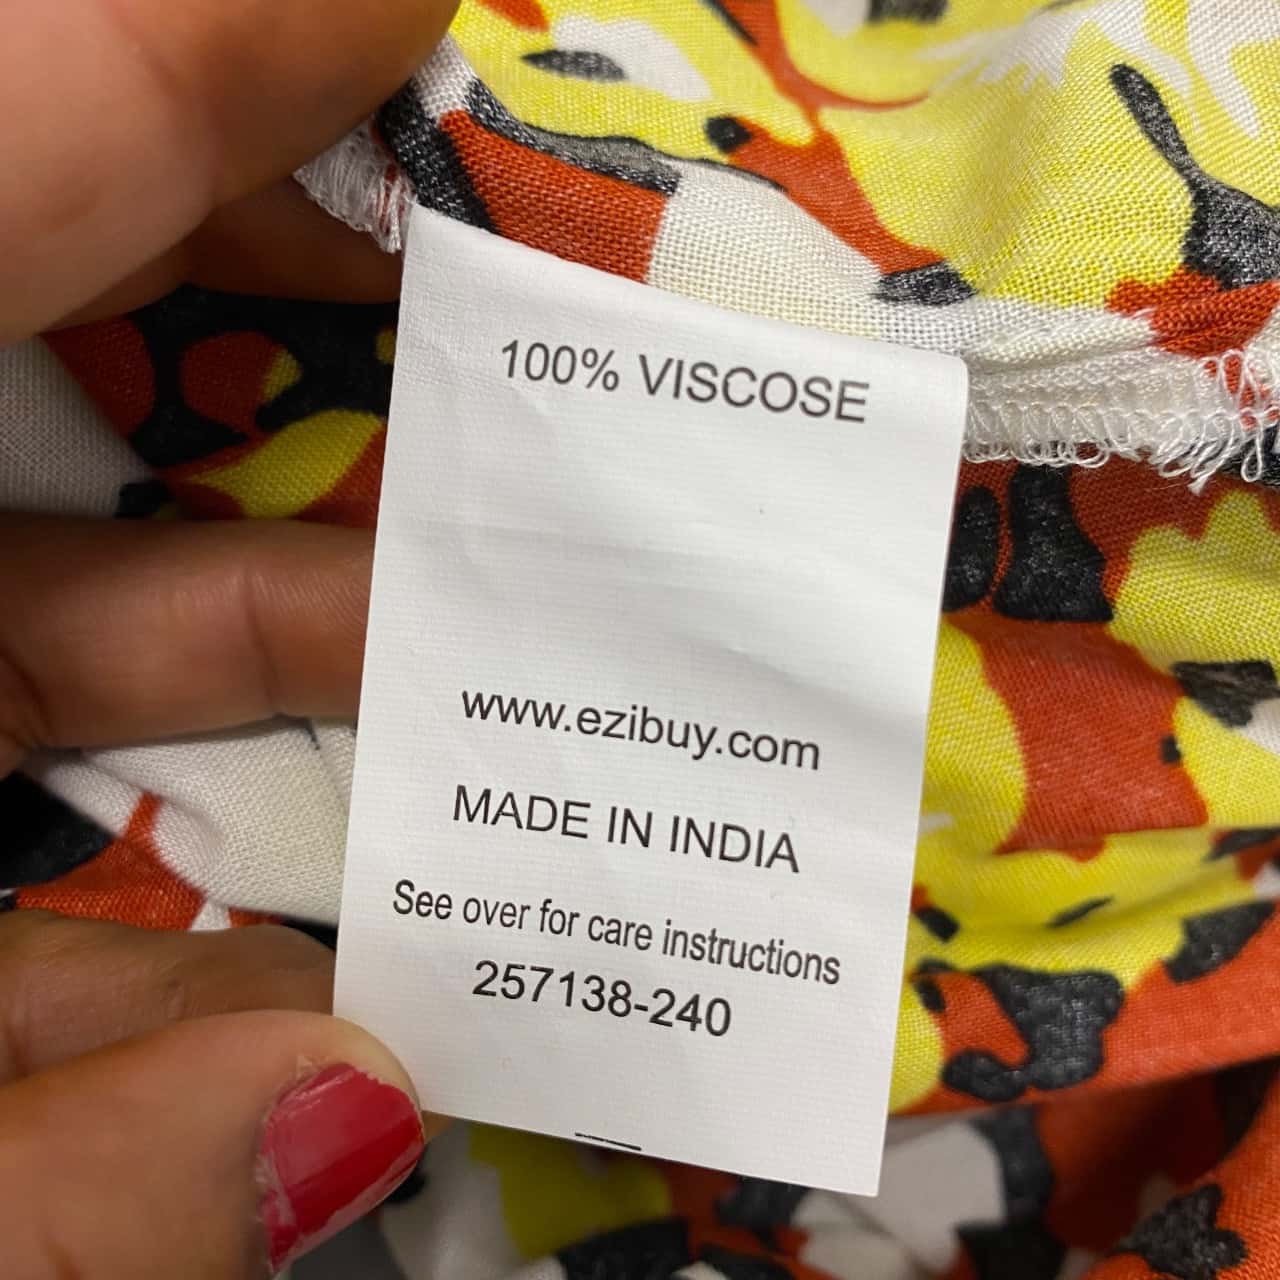 100% VISCOSE
www.ezibuy.com
MADE IN INDIA
See over for care instructions
257138-240